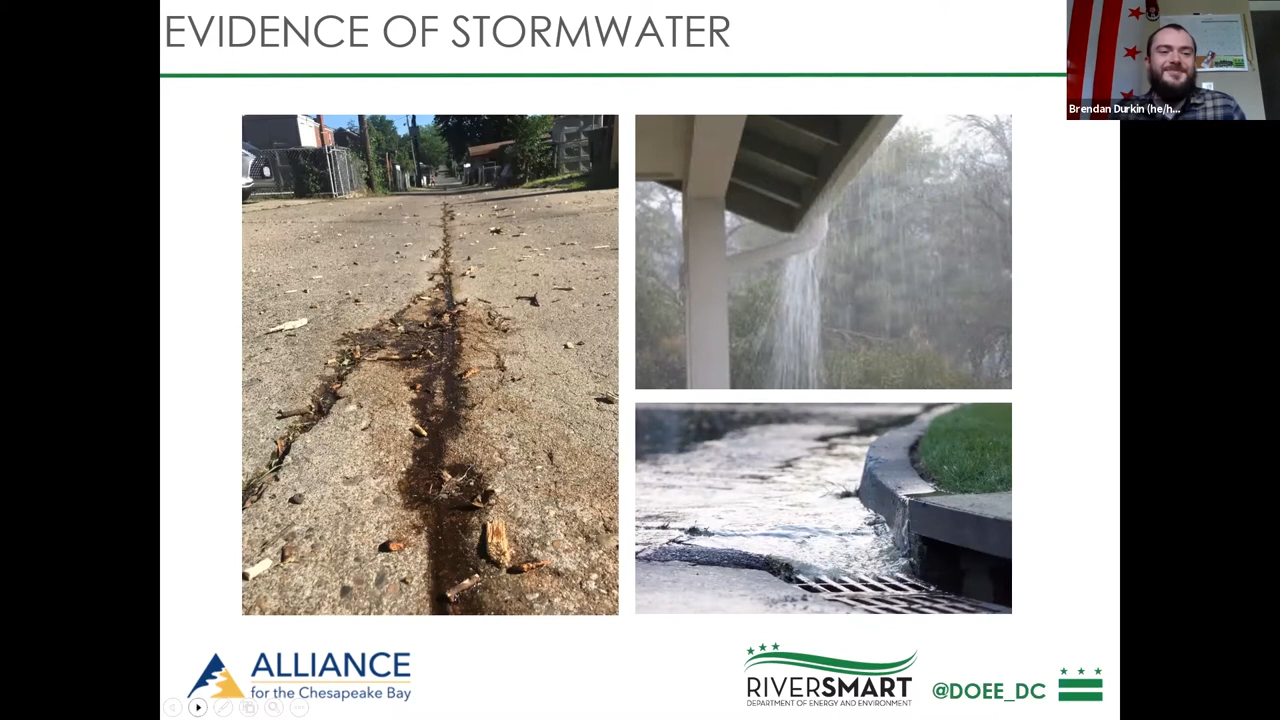 EVIDENCE OF STORMWATER
Brendan Durkin (he/h...
ALLIANCE
for the Chesapeake Bay
RIVERSMART
DEPARTMENT OF ENERGY AND ENVIRONMENT
@DOEE_DC